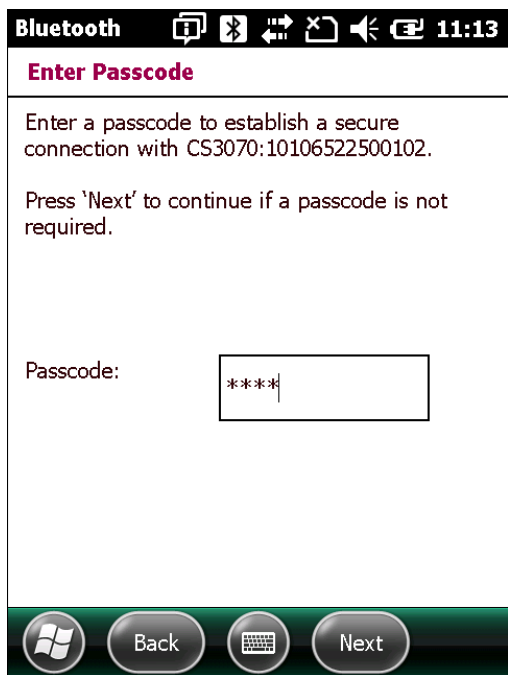 Bluetooth 11:13
Enter Passcode
Enter a passcode to establish a secure
connection with CS3070:10106522500102.
Press `Next' to continue if a passcode is not
required.
Passcode: ****
Back Next